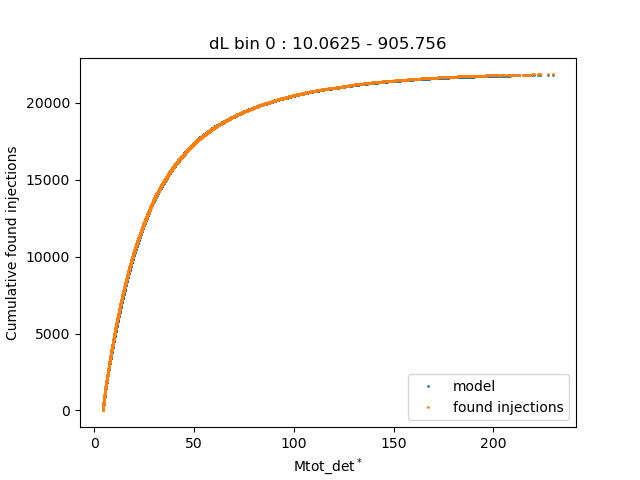 dL bin 0 : 10.0625 - 905.756
Cumulative found injections
20000
15000
10000
5000
0
0 50 100 150 200
Mtot_det*
model
found injections